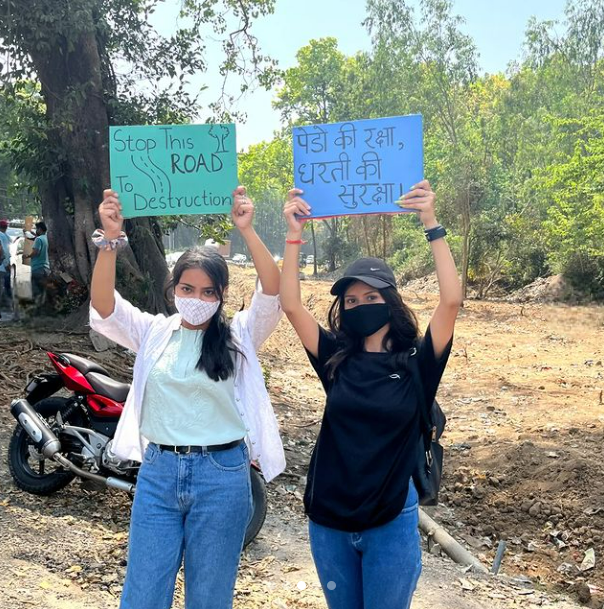 Stop This
ROAD
To Destruction
पेडो की रक्षा,
धरती की
सुरक्षा!